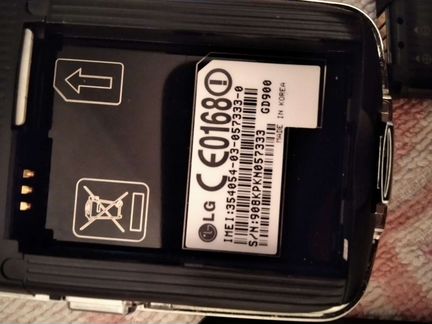 LG CE0168
IMEI:354054-03-057333-0
S/N:908KPKN057333 GD900
MADE IN KOREA